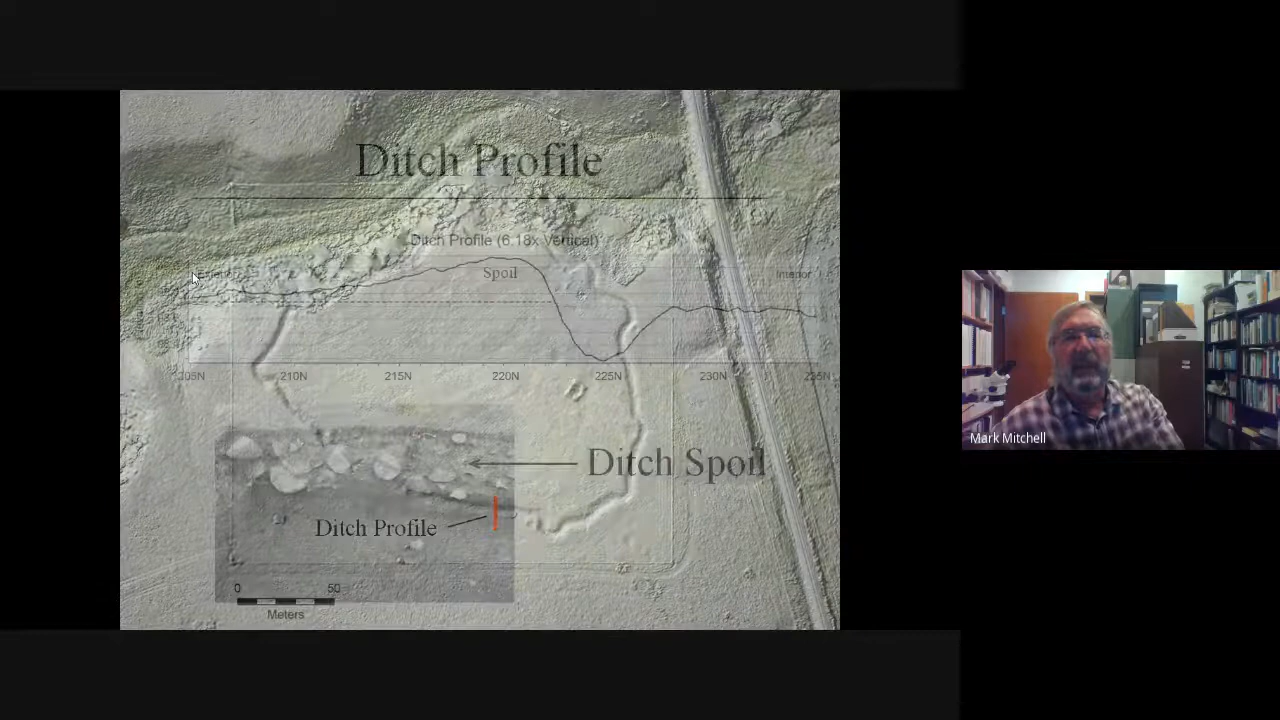 Ditch Profile
Ditch Profile (6.18x Vertical)
Spoil
Exterior
Interior
205N 210N 215N 220N 225N 230N 235N
Ditch Spoil
Ditch Profile
0 50
Meters
Mark Mitchell